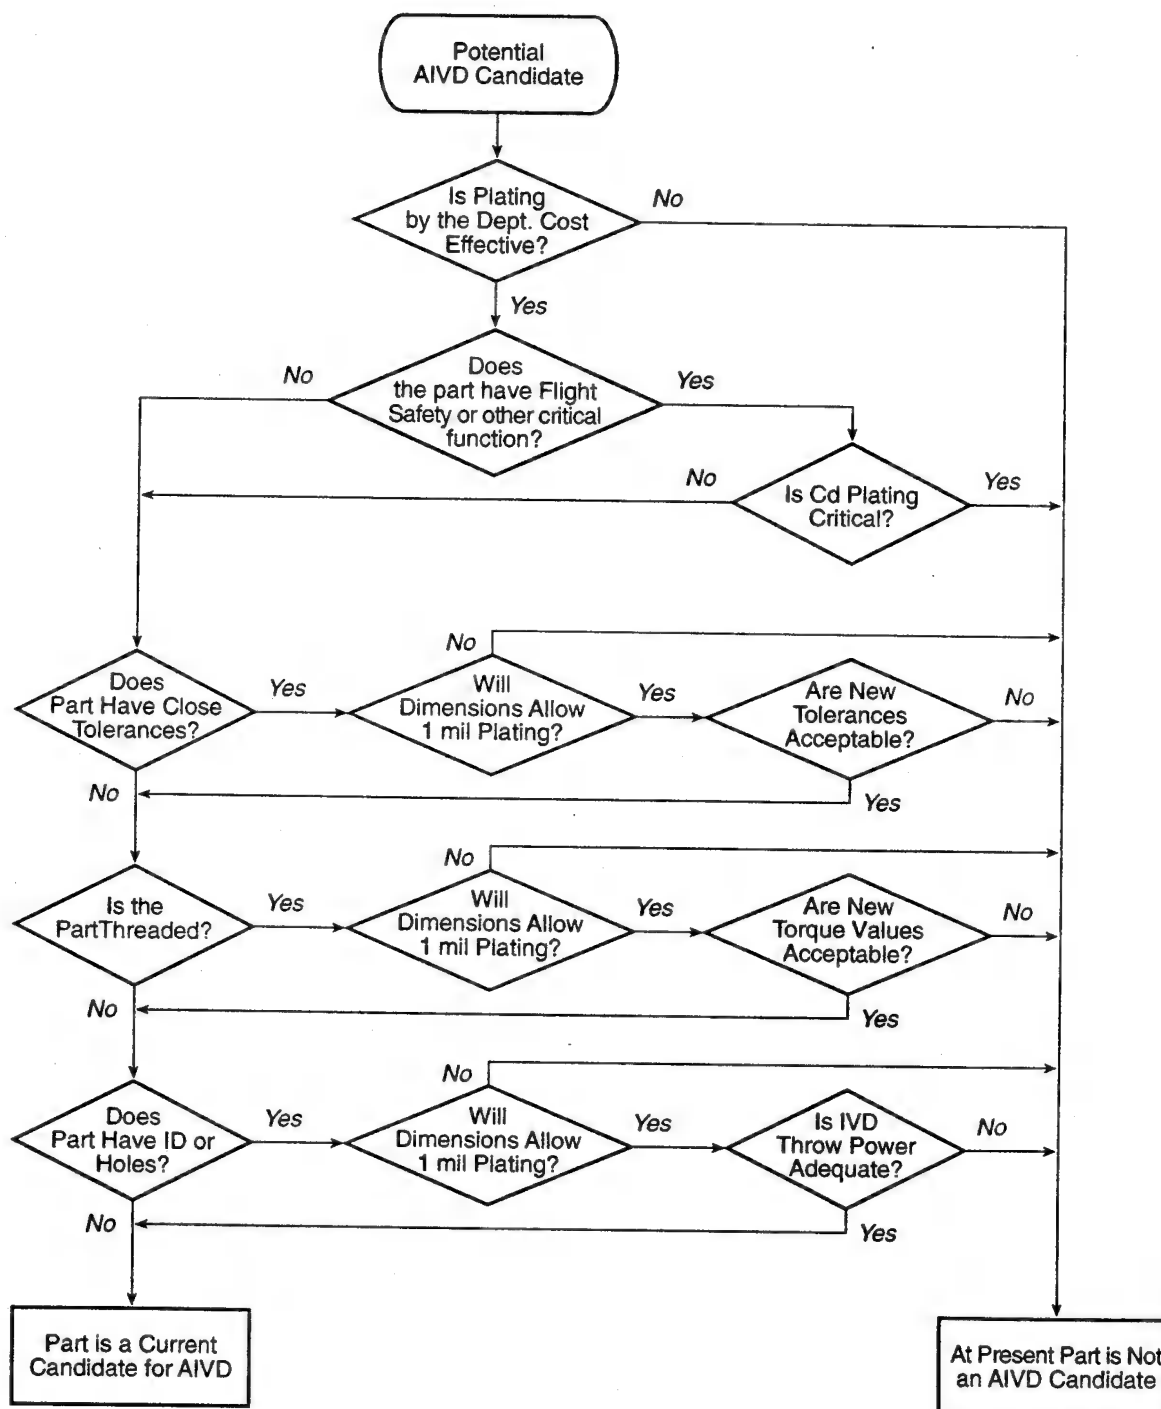 Potential
AIVD Candidate
Is Plating
by the Dept. Cost
Effective?
No
Yes
Does
the part have Flight
Safety or other critical
function?
No
Yes
Is Cd Plating
Critical?
No
Yes
Does
Part Have Close
Tolerances?
Yes
No
Will
Dimensions Allow
1 mil Plating?
No
Yes
Are New
Tolerances
Acceptable?
No
Yes
Is the
PartThreaded?
Yes
No
Will
Dimensions Allow
1 mil Plating?
No
Yes
Are New
Torque Values
Acceptable?
No
Yes
Does
Part Have ID or
Holes?
Yes
No
Will
Dimensions Allow
1 mil Plating?
No
Yes
Is IVD
Throw Power
Adequate?
No
Yes
Part is a Current
Candidate for AIVD
At Present Part is Not
an AIVD Candidate